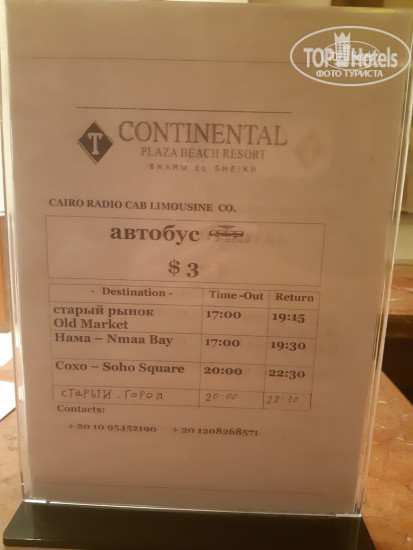 TOP Hotels
ФОТО ТУРИСТА
T CONTINENTAL
PLAZA BEACH RESORT
SHARM EL SHEIKH
CAIRO RADIO CAB LIMOUSINE CO.
автобус
$ 3
- Destination - Time -Out Return
старый рынок
Old Market 17:00 19:15
Нама – Nmaa Bay 17:00 19:30
Сохо – Soho Square 20:00 22:30
СТАРЫЙ . ГОРОД 20:00 22:30
Contacts:
+ 20 10 95452190 + 20 1208268571